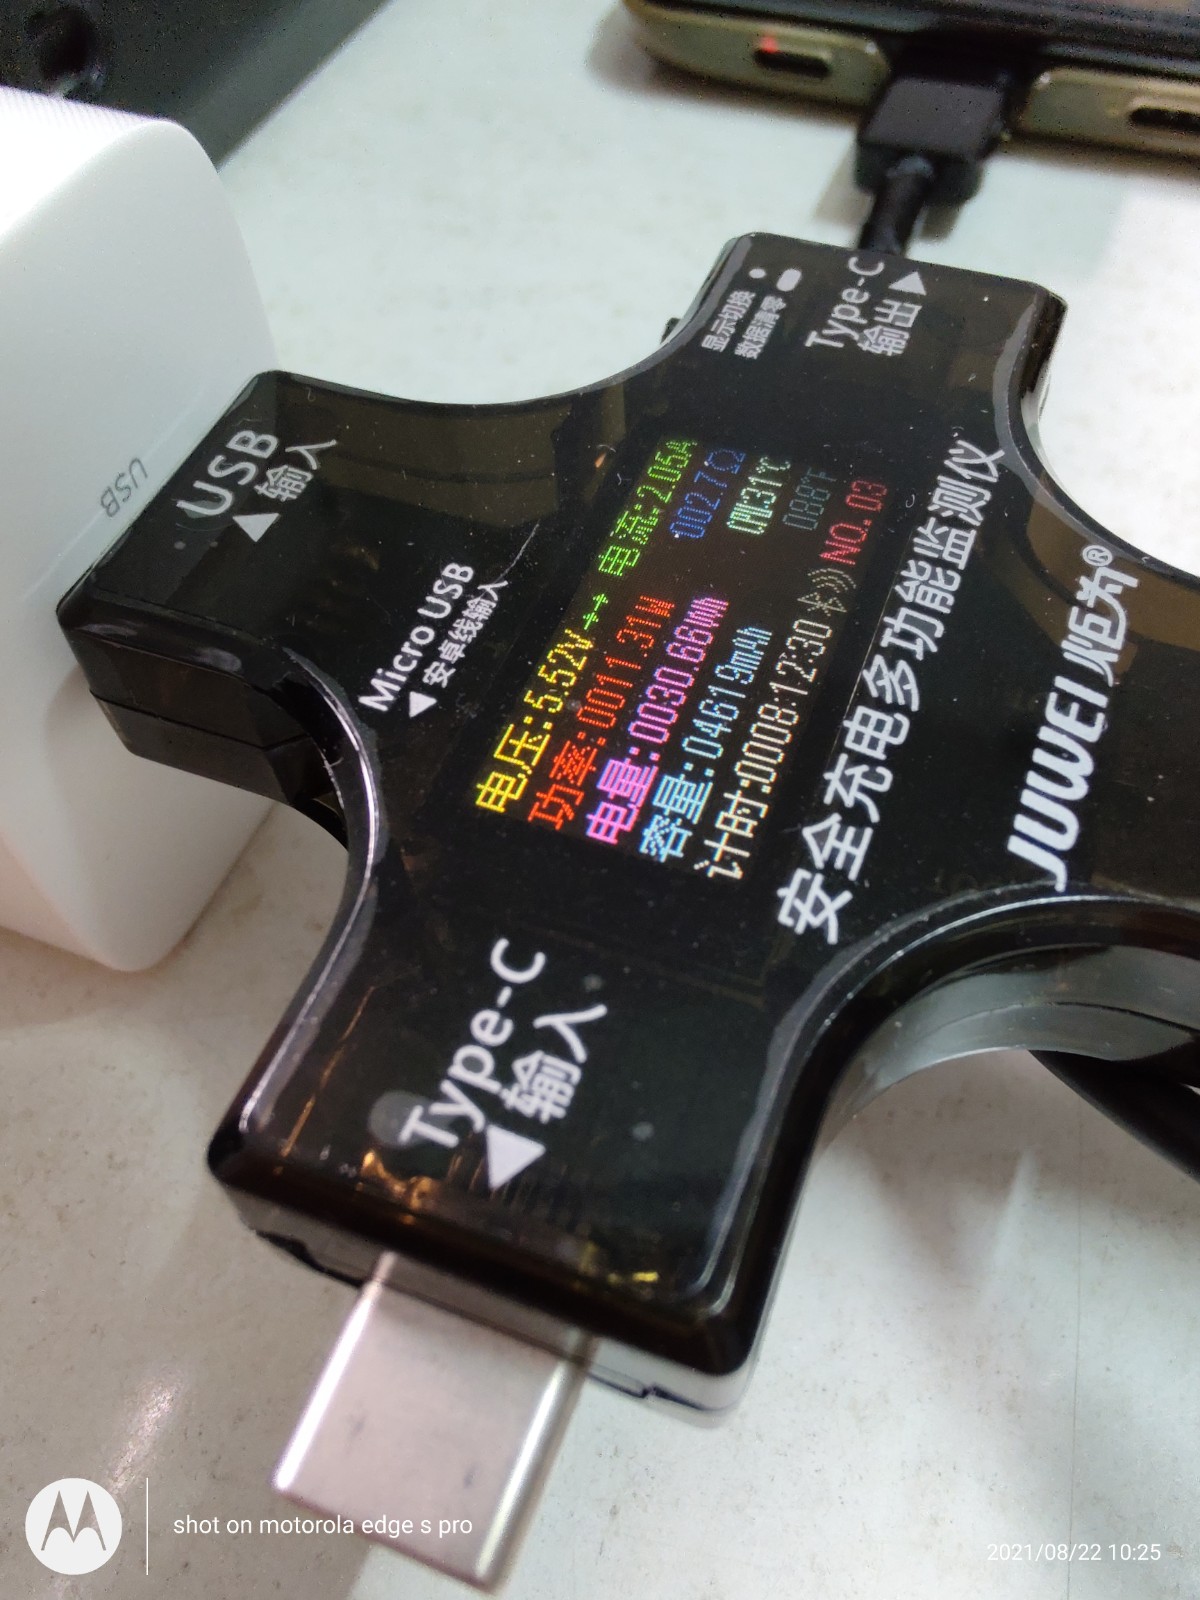 USB
USB
▲输入
Micro USB
▲安卓线输入
显示切换
数据清零
Type-C
输出▲
电压:5.52V
电流:2.05A
功率:0011.31W
002.7Ω
电量:0030.66Wh
容量:04619mAh
031℃
088℉
计时:0008:12:30
NO.03
安全充电多功能监测仪
JUWEI 炬为®
Type-C
▲输入
shot on motorola edge s pro
2021/08/22 10:25